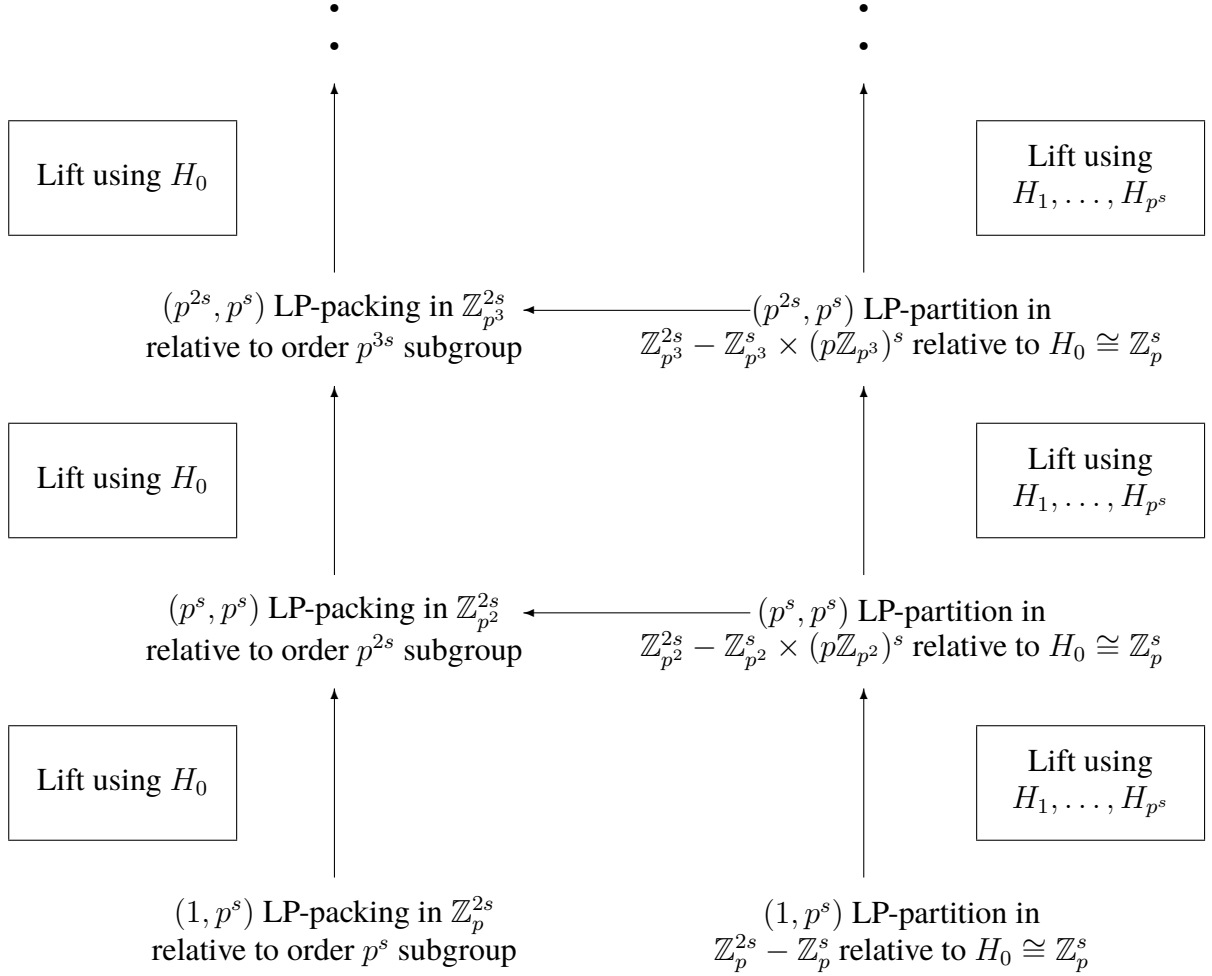 Lift using $H_0$
Lift using
$H_1, \ldots, H_{p^s}$
$(p^{2s}, p^s)$ LP-packing in $\mathbb{Z}_{p^3}^{2s}$
relative to order $p^{3s}$ subgroup
$(p^{2s}, p^s)$ LP-partition in
$\mathbb{Z}_{p^3}^{2s} - \mathbb{Z}_{p^3}^{s} \times (p\mathbb{Z}_{p^3})^s$ relative to $H_0 \cong \mathbb{Z}_p^s$
Lift using $H_0$
Lift using
$H_1, \ldots, H_{p^s}$
$(p^s, p^s)$ LP-packing in $\mathbb{Z}_{p^2}^{2s}$
relative to order $p^{2s}$ subgroup
$(p^s, p^s)$ LP-partition in
$\mathbb{Z}_{p^2}^{2s} - \mathbb{Z}_{p^2}^{s} \times (p\mathbb{Z}_{p^2})^s$ relative to $H_0 \cong \mathbb{Z}_p^s$
Lift using $H_0$
Lift using
$H_1, \ldots, H_{p^s}$
$(1, p^s)$ LP-packing in $\mathbb{Z}_p^{2s}$
relative to order $p^s$ subgroup
$(1, p^s)$ LP-partition in
$\mathbb{Z}_p^{2s} - \mathbb{Z}_p^s$ relative to $H_0 \cong \mathbb{Z}_p^s$